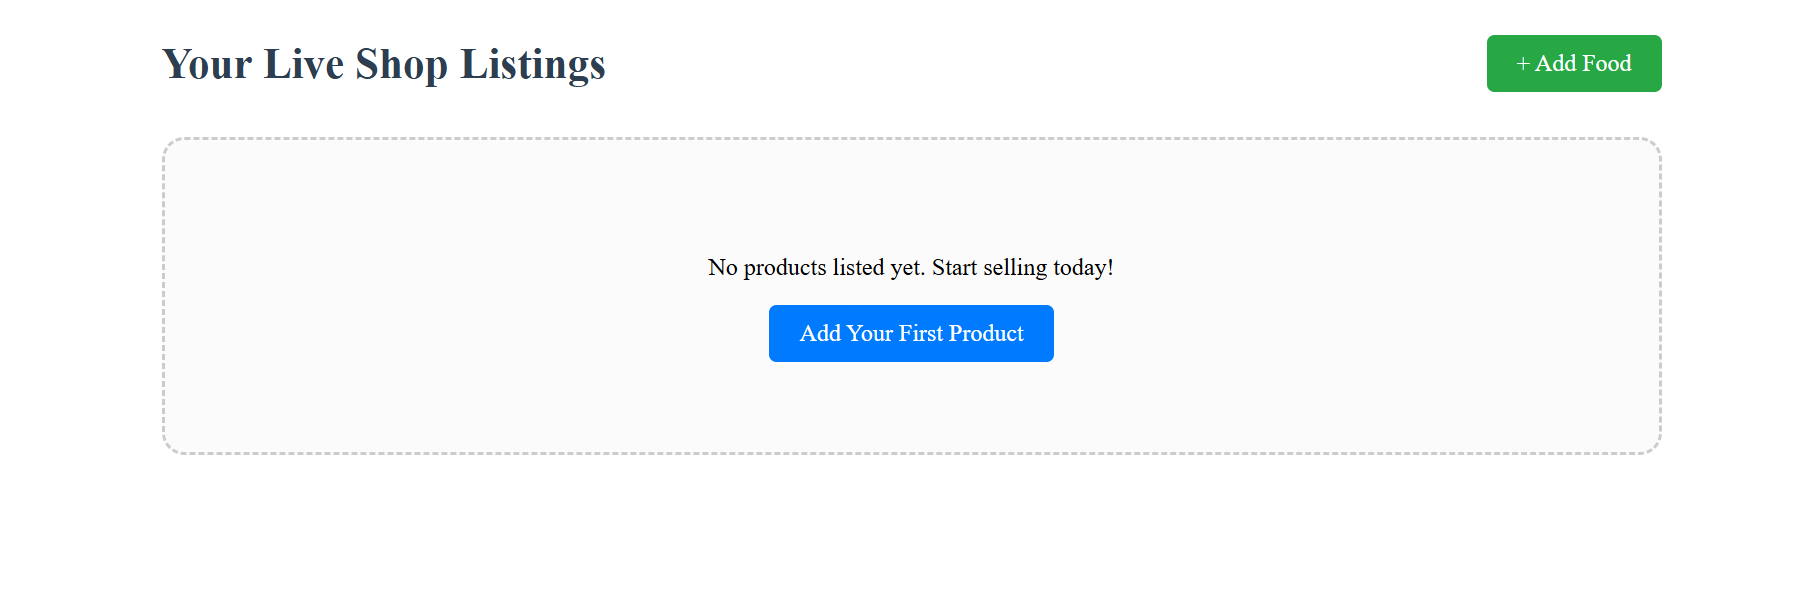 Your Live Shop Listings
+ Add Food
No products listed yet. Start selling today!
Add Your First Product